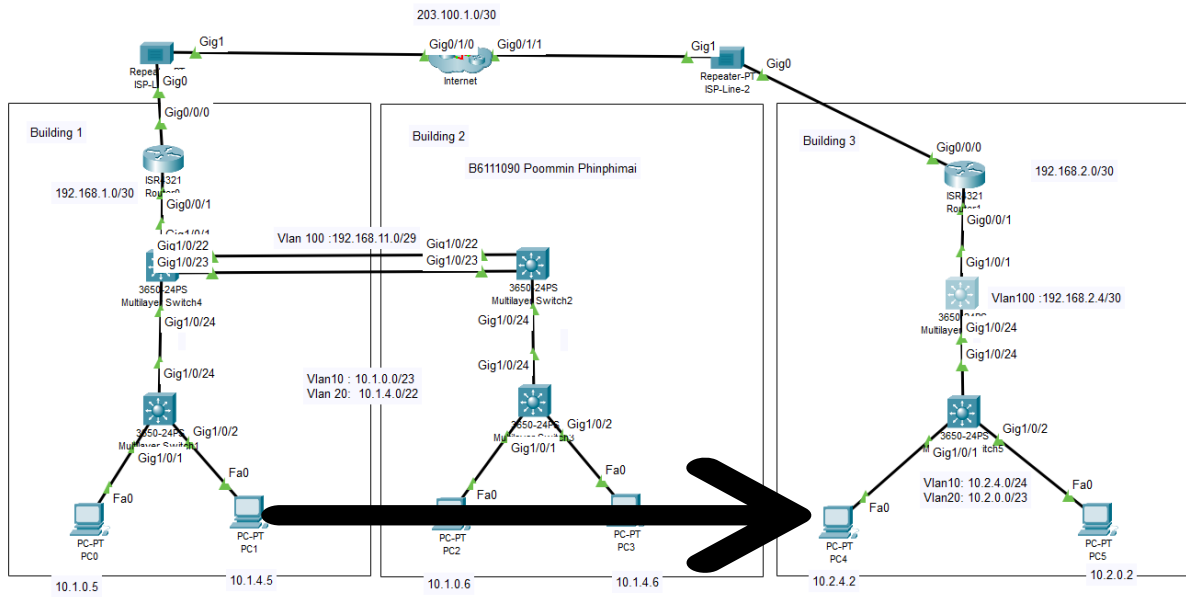 203.100.1.0/30
Gig1
Gig0/1/0
Gig0/1/1
Gig1
Internet
ISP-L
Gig0
Repeater-PT
ISP-Line-2
Gig0
Building 1
Gig0/0/0
ISR4321
192.168.1.0/30
Gig0/0/1
Gig1/0/22
Gig1/0/23
Vlan 100 :192.168.11.0/29
3650-24PS
Multilayer Switch4
Gig1/0/24
Gig1/0/24
3650-24PS
Gig1/0/2
Gig1/0/1
Fa0
Fa0
PC-PT
PC0
PC-PT
PC1
10.1.0.5
10.1.4.5
Building 2
B6111090 Poommin Phinphimai
Gig1/0/22
Gig1/0/23
3650-24PS
Multilayer Switch2
Gig1/0/24
Gig1/0/24
Vlan10 : 10.1.0.0/23
Vlan 20: 10.1.4.0/22
3650-24PS
Gig1/0/2
Gig1/0/1
Fa0
Fa0
PC-PT
PC2
PC-PT
PC3
10.1.0.6
10.1.4.6
Building 3
Gig0/0/0
192.168.2.0/30
ISR4321
Gig0/0/1
Gig1/0/1
Vlan100 :192.168.2.4/30
Gig1/0/24
Gig1/0/24
3650-24PS
Gig1/0/2
Gig1/0/1
Vlan10: 10.2.4.0/24
Vlan20: 10.2.0.0/23
Fa0
Fa0
PC-PT
PC4
PC-PT
PC5
10.2.4.2
10.2.0.2